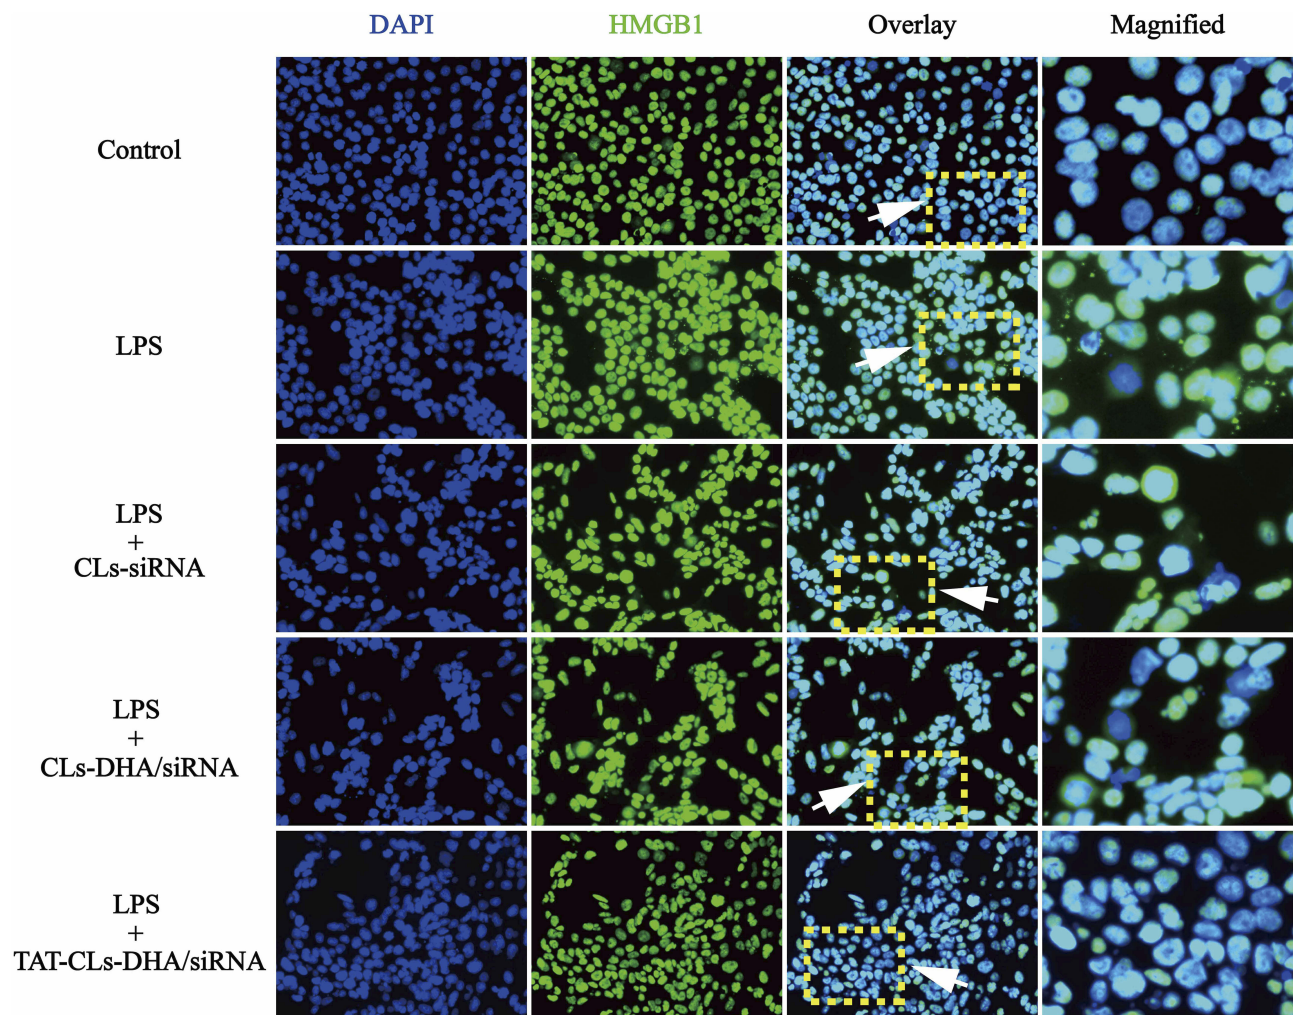 DAPI
HMGB1
Overlay
Magnified
Control
LPS
LPS
+
CLs-siRNA
LPS
+
CLs-DHA/siRNA
LPS
+
TAT-CLs-DHA/siRNA